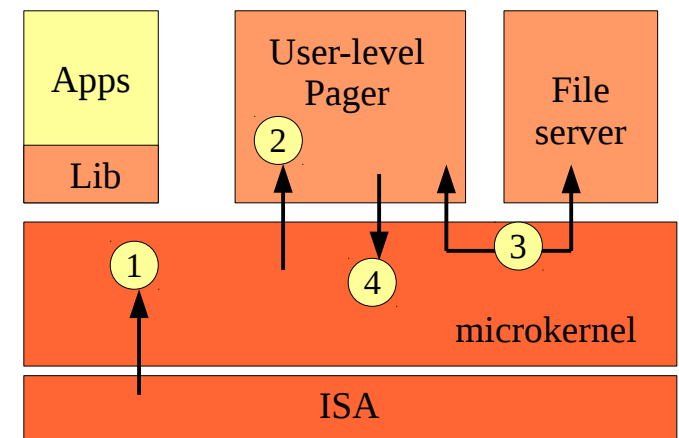 Apps
Lib
User-level
Pager
2
File
server
1
4
3
microkernel
ISA